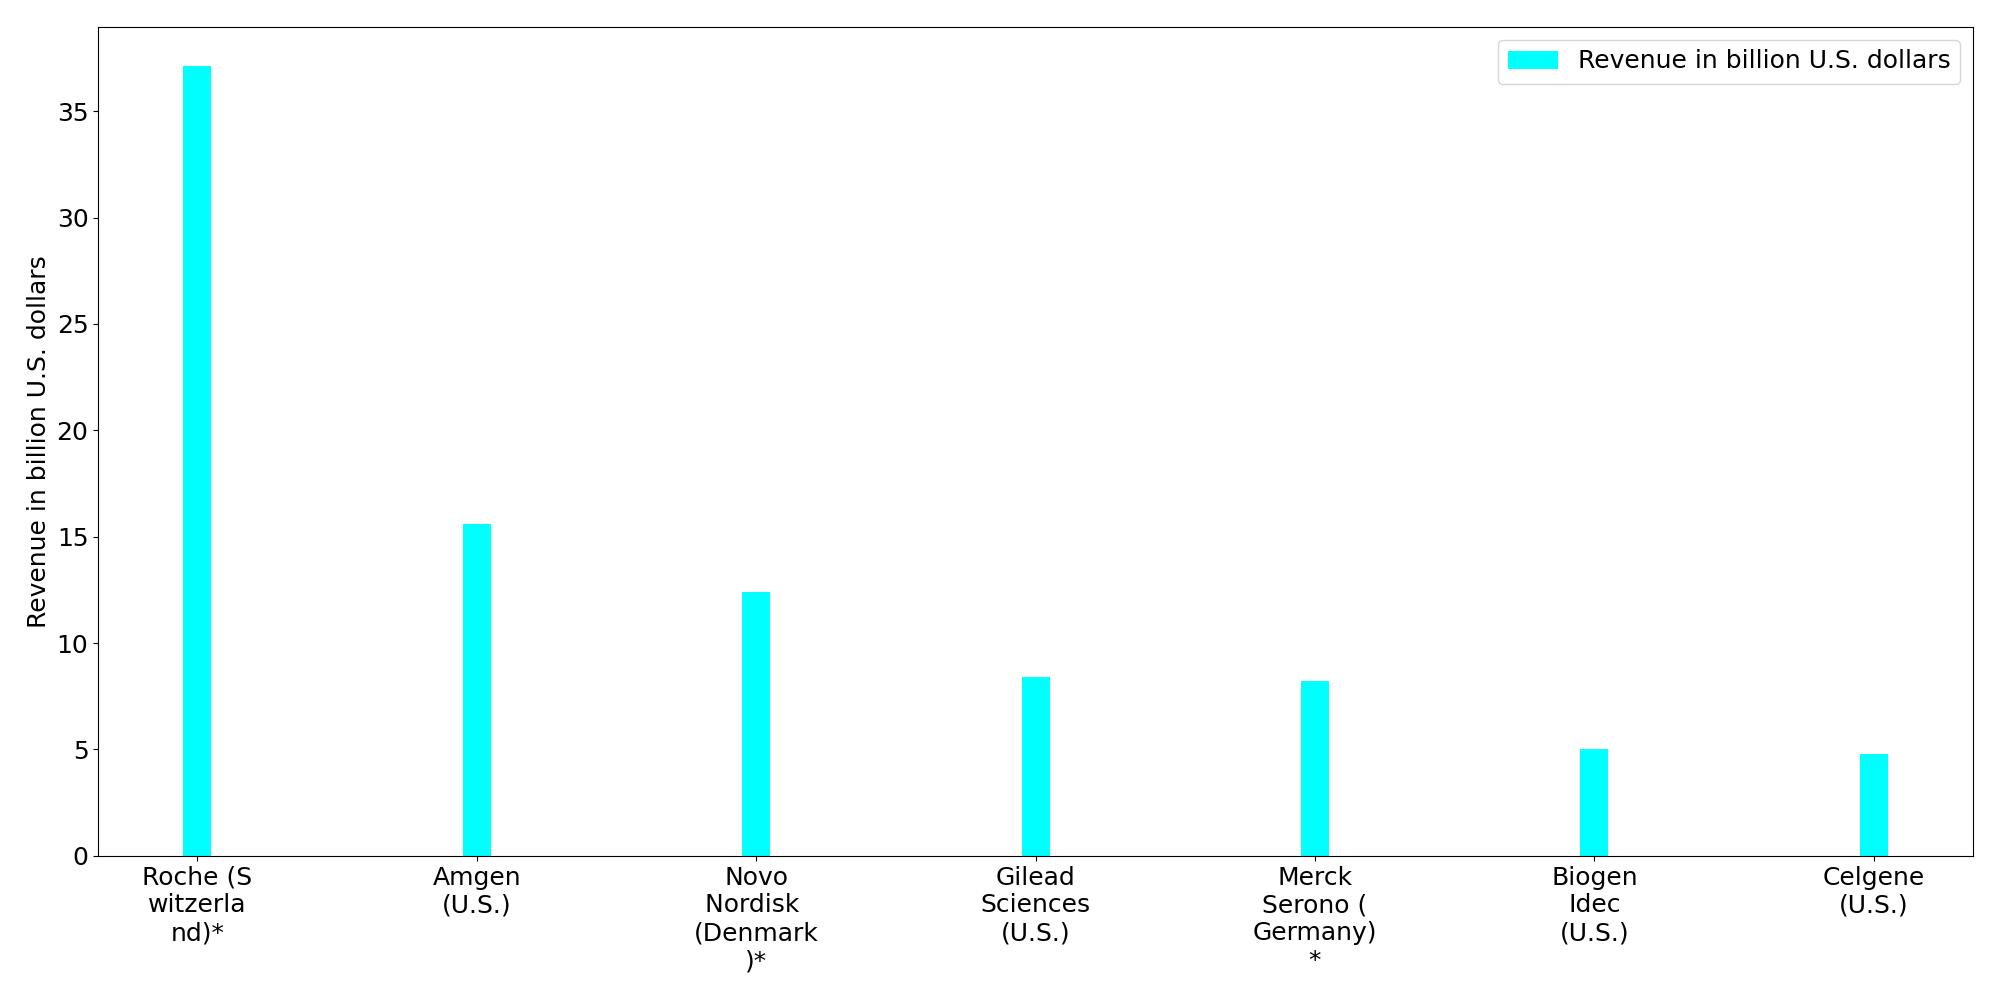 Revenue in billion U.S. dollars
Revenue in billion U.S. dollars
35
30
25
20
15
10
5
0
Roche (S
witzerla
nd)*
Amgen
(U.S.)
Novo
Nordisk
(Denmark
)*
Gilead
Sciences
(U.S.)
Merck
Serono (
Germany)
*
Biogen
Idec
(U.S.)
Celgene
(U.S.)